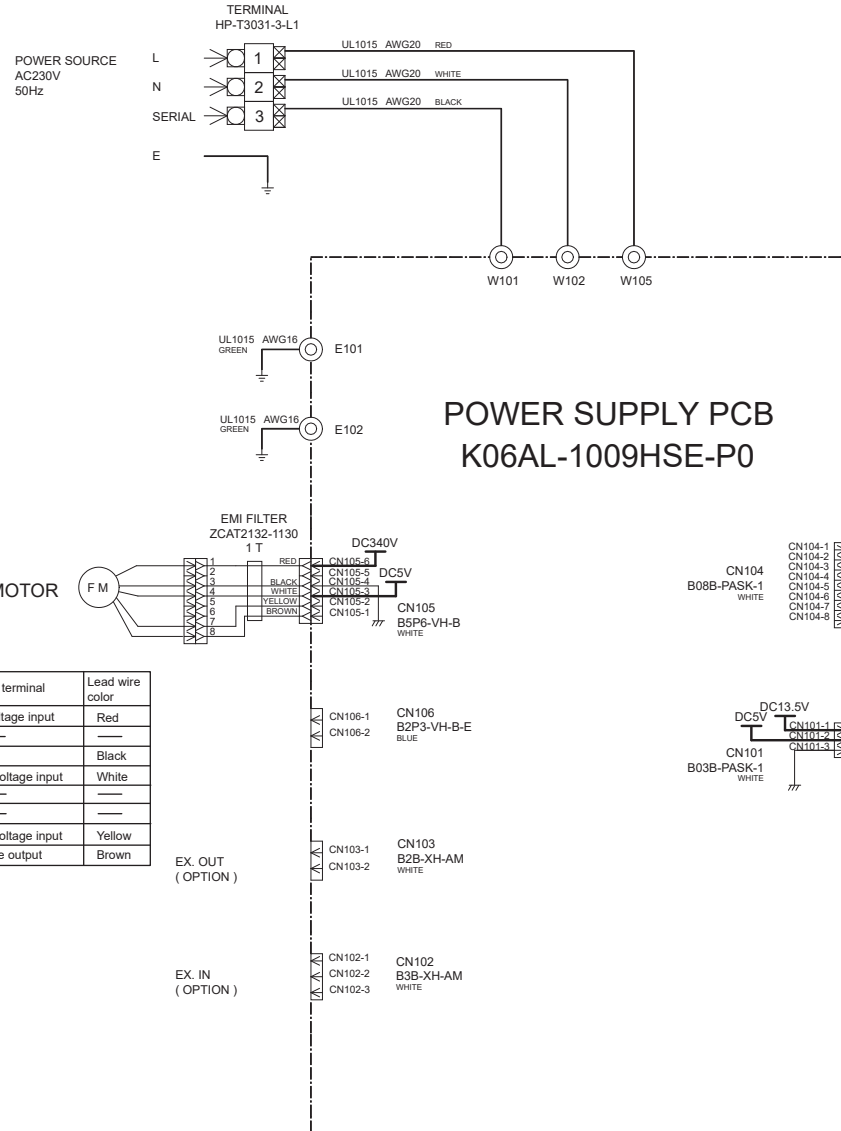 TERMINAL
HP-T3031-3-L1
POWER SOURCE
AC230V
50Hz
L
1
UL1015 AWG20 RED
N
2
UL1015 AWG20 WHITE
SERIAL
3
UL1015 AWG20 BLACK
E
W101
W102
W105
UL1015 AWG16
GREEN
E101
UL1015 AWG16
GREEN
E102
POWER SUPPLY PCB
K06AL-1009HSE-P0
EMI FILTER
ZCAT2132-1130
1 T
MOTOR
F M
1
2
3
4
5
6
7
8
RED
BLACK
WHITE
YELLOW
BROWN
CN105-6
CN105-5
CN105-4
CN105-3
CN105-2
CN105-1
DC340V
DC5V
CN105
B5P6-VH-B
WHITE
CN104
B08B-PASK-1
WHITE
CN104-1
CN104-2
CN104-3
CN104-4
CN104-5
CN104-6
CN104-7
CN104-8
terminal
Lead wire
color
tage input
Red
Black
oltage input
White
oltage input
Yellow
e output
Brown
CN106-1
CN106-2
CN106
B2P3-VH-B-E
BLUE
DC13.5V
DC5V
CN101-1
CN101-2
CN101-3
CN101
B03B-PASK-1
WHITE
EX. OUT
( OPTION )
CN103-1
CN103-2
CN103
B2B-XH-AM
WHITE
EX. IN
( OPTION )
CN102-1
CN102-2
CN102-3
CN102
B3B-XH-AM
WHITE